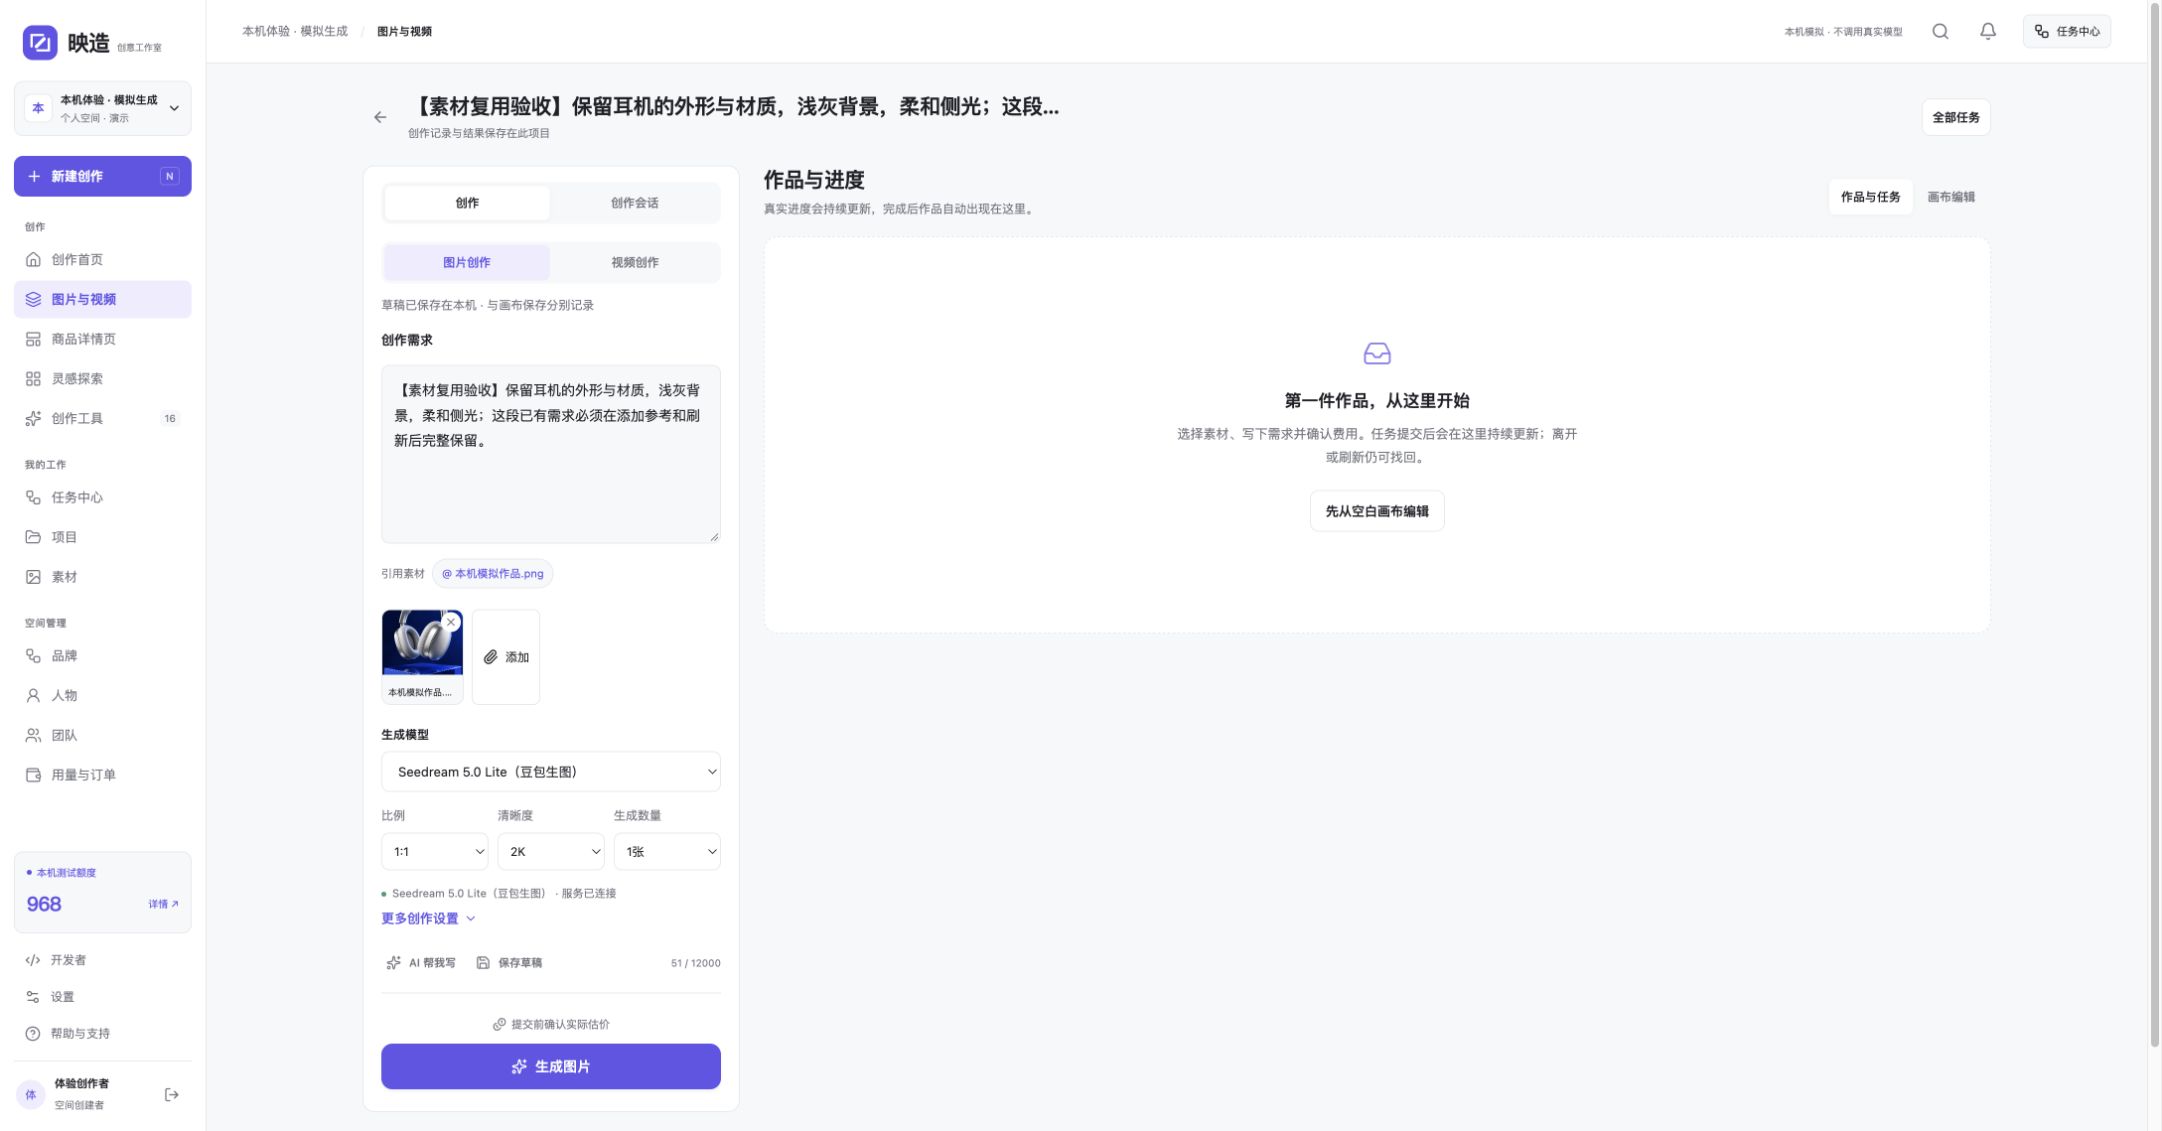 映造 创意工作室
本
本机体验 · 模拟生成
个人空间 · 演示
新建创作 N
创作
创作首页
图片与视频
商品详情页
灵感探索
创作工具 16
我的工作
任务中心
项目
素材
空间管理
品牌
人物
团队
用量与订单
本机测试额度
968 详情
开发者
设置
帮助与支持
体
体验创作者
空间创建者
本机体验 · 模拟生成 / 图片与视频
本机模拟 · 不调用真实模型
任务中心
【素材复用验收】保留耳机的外形与材质，浅灰背景，柔和侧光；这段...
创作记录与结果保存在此项目
全部任务
创作 创作会话
图片创作 视频创作
草稿已保存在本机 · 与画布保存分别记录
创作需求
【素材复用验收】保留耳机的外形与材质，浅灰背
景，柔和侧光；这段已有需求必须在添加参考和刷
新后完整保留。
引用素材 @ 本机模拟作品.png
本机模拟作品....
添加
生成模型
Seedream 5.0 Lite（豆包生图）
比例 清晰度 生成数量
1:1 2K 1张
Seedream 5.0 Lite（豆包生图） · 服务已连接
更多创作设置
AI 帮我写 保存草稿 51 / 12000
提交前确认实际估价
生成图片
作品与进度
真实进度会持续更新，完成后作品自动出现在这里。
作品与任务 画布编辑
第一件作品，从这里开始
选择素材、写下需求并确认费用。任务提交后会在这里持续更新；离开
或刷新仍可找回。
先从空白画布编辑